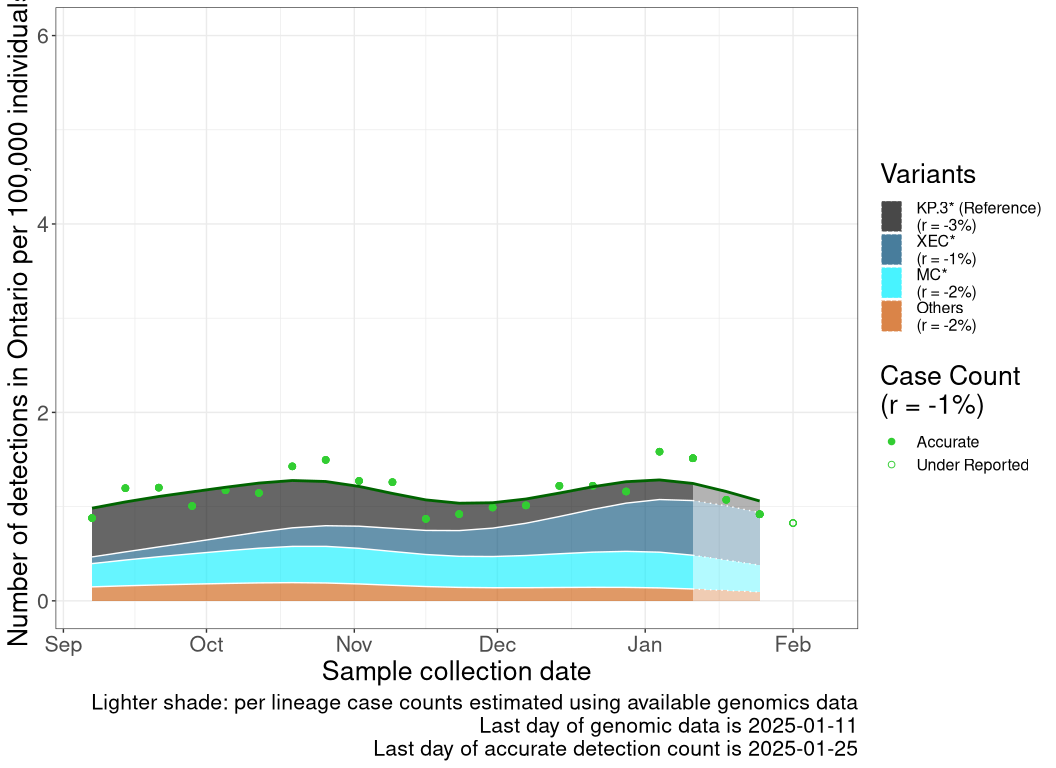 Number of detections in Ontario per 100,000 individuals
6
4
2
0
Sep
Oct
Nov
Dec
Jan
Feb
Sample collection date
Lighter shade: per lineage case counts estimated using available genomics data
Last day of genomic data is 2025-01-11
Last day of accurate detection count is 2025-01-25
Variants
KP.3* (Reference)
(r = -3%)
XEC*
(r = -1%)
MC*
(r = -2%)
Others
(r = -2%)
Case Count
(r = -1%)
Accurate
Under Reported